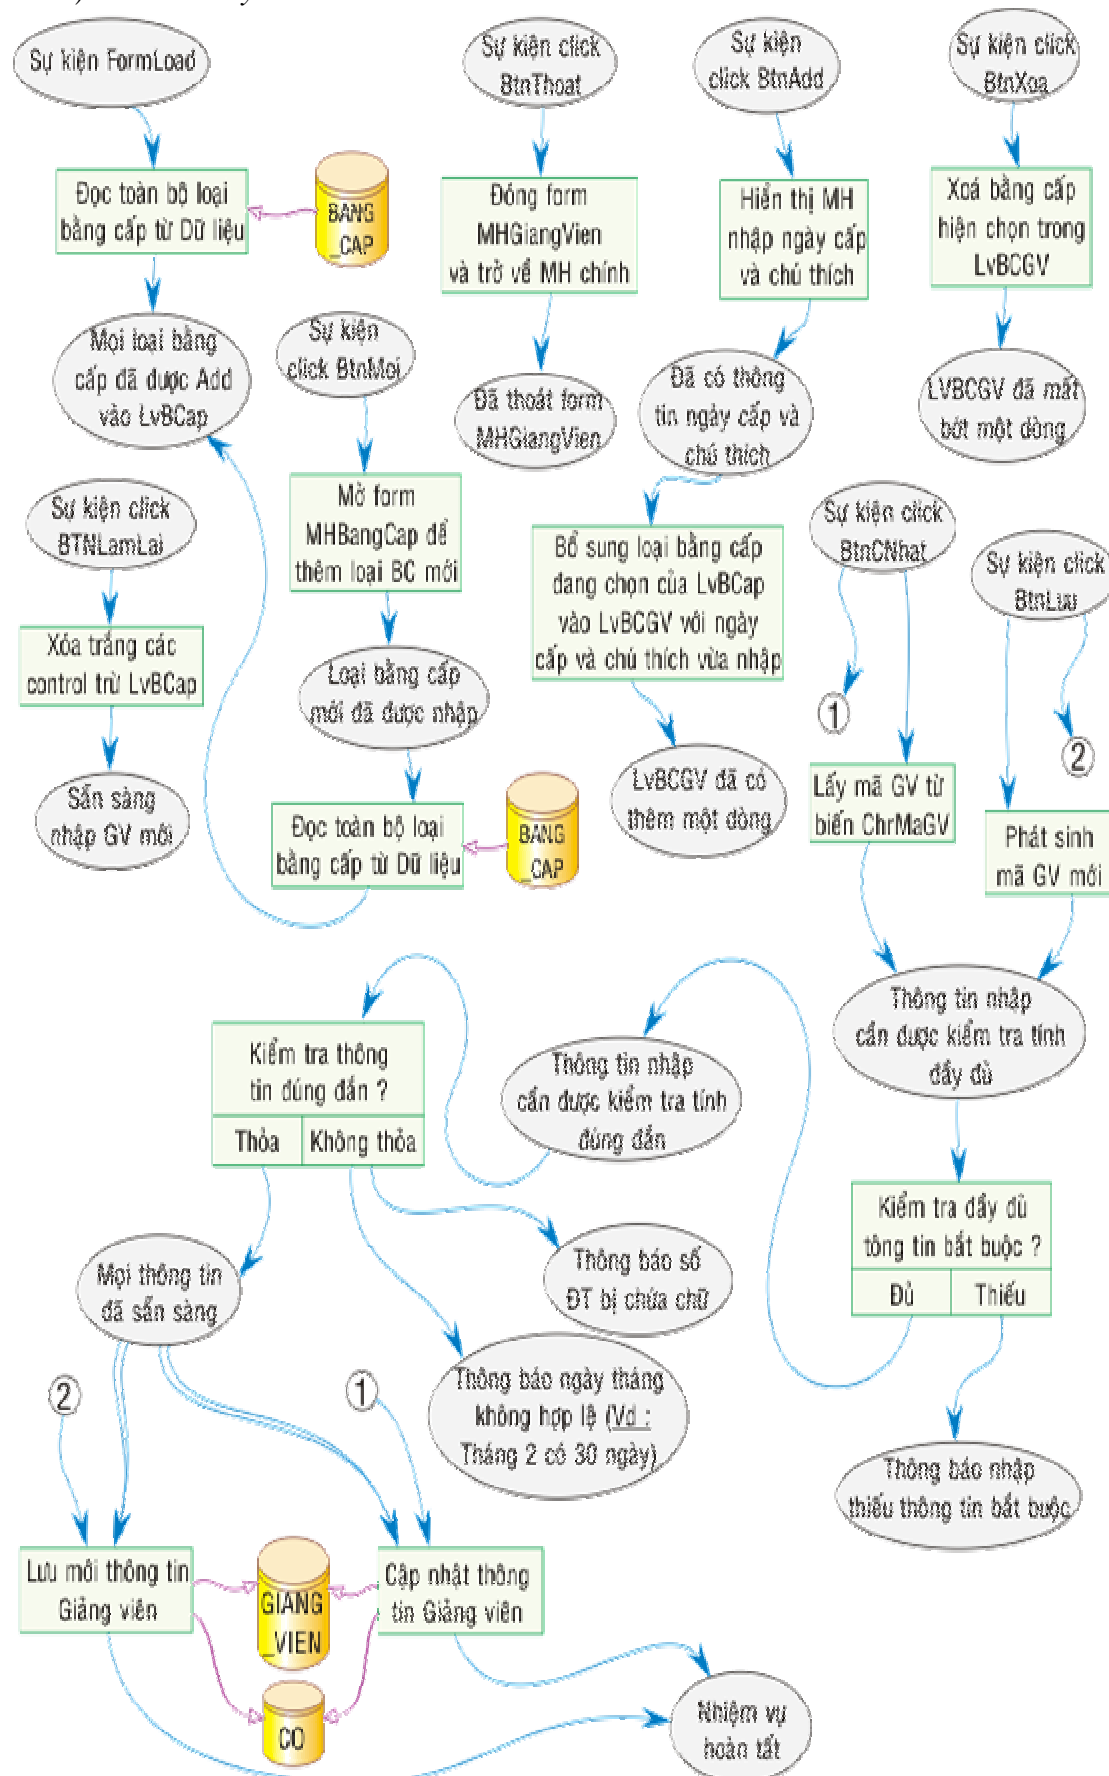 Sự kiện FormLoad
Sự kiện click
BtnThoat
Sự kiện
click BtnAdd
Sự kiện click
BtnXoa
Đọc toàn bộ loại
bằng cấp từ Dữ liệu
BANG
_CAP
Đóng form
MHGiangVien
và trở về MH chính
Hiển thị MH
nhập ngày cấp
và chú thích
Xoá bằng cấp
hiện chọn trong
LvBCGV
Mọi loại bằng
cấp đã được Add
vào LvBCap
Sự kiện
click BtnMoi
Đã thoát form
MHGiangVien
Đã có thông
tin ngày cấp và
chú thích
LVBCGV đã mất
bớt một dòng
Sự kiện click
BTNLamLai
Mở form
MHBangCap để
thêm loại BC mới
Bổ sung loại bằng cấp
đang chọn của LvBCap
vào LvBCGV với ngày
cấp và chú thích vừa nhập
Sự kiện click
BtnCNhat
Sự kiện click
BtnLuu
Xóa trắng các
control trừ LvBCap
Loại bằng cấp
mới đã được nhập
1
2
Sẵn sàng
nhập GV mới
Đọc toàn bộ loại
bằng cấp từ Dữ liệu
BANG
_CAP
LvBCGV đã có
thêm một dòng
Lấy mã GV từ
biến ChrMaGV
Phát sinh
mã GV mới
Thông tin nhập
cần được kiểm tra tính
đầy đủ
Kiểm tra thông
tin đúng đắn ?
Thỏa
Không thỏa
Thông tin nhập
cần được kiểm tra tính
đúng đắn
Kiểm tra đầy đủ
tông tin bắt buộc ?
Đủ
Thiếu
Mọi thông tin
đã sẵn sàng
Thông báo số
ĐT bị chứa chữ
2
1
Thông báo ngày tháng
không hợp lệ (Vd :
Tháng 2 có 30 ngày)
Thông báo nhập
thiếu thông tin bắt buộc
Lưu mới thông tin
Giảng viên
GIANG
_VIEN
Cập nhật thông
tin Giảng viên
CO
Nhiệm vụ
hoàn tất